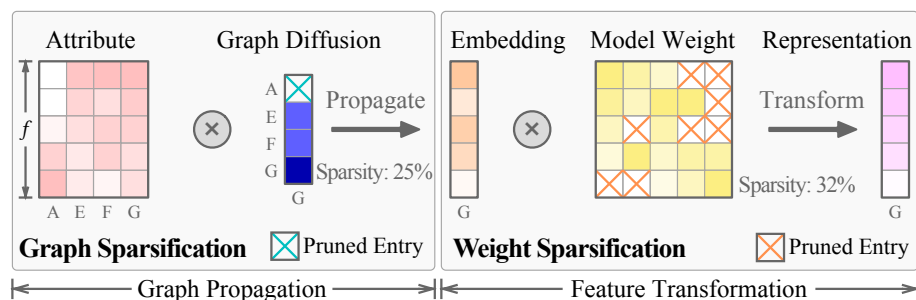 Attribute
Graph Diffusion
f
A
E
F
G
A E F G
Propagate
Sparsity: 25%
G
Graph Sparsification
Pruned Entry
Graph Propagation
Embedding
Model Weight
Representation
Transform
Sparsity: 32%
G
G
Weight Sparsification
Pruned Entry
Feature Transformation